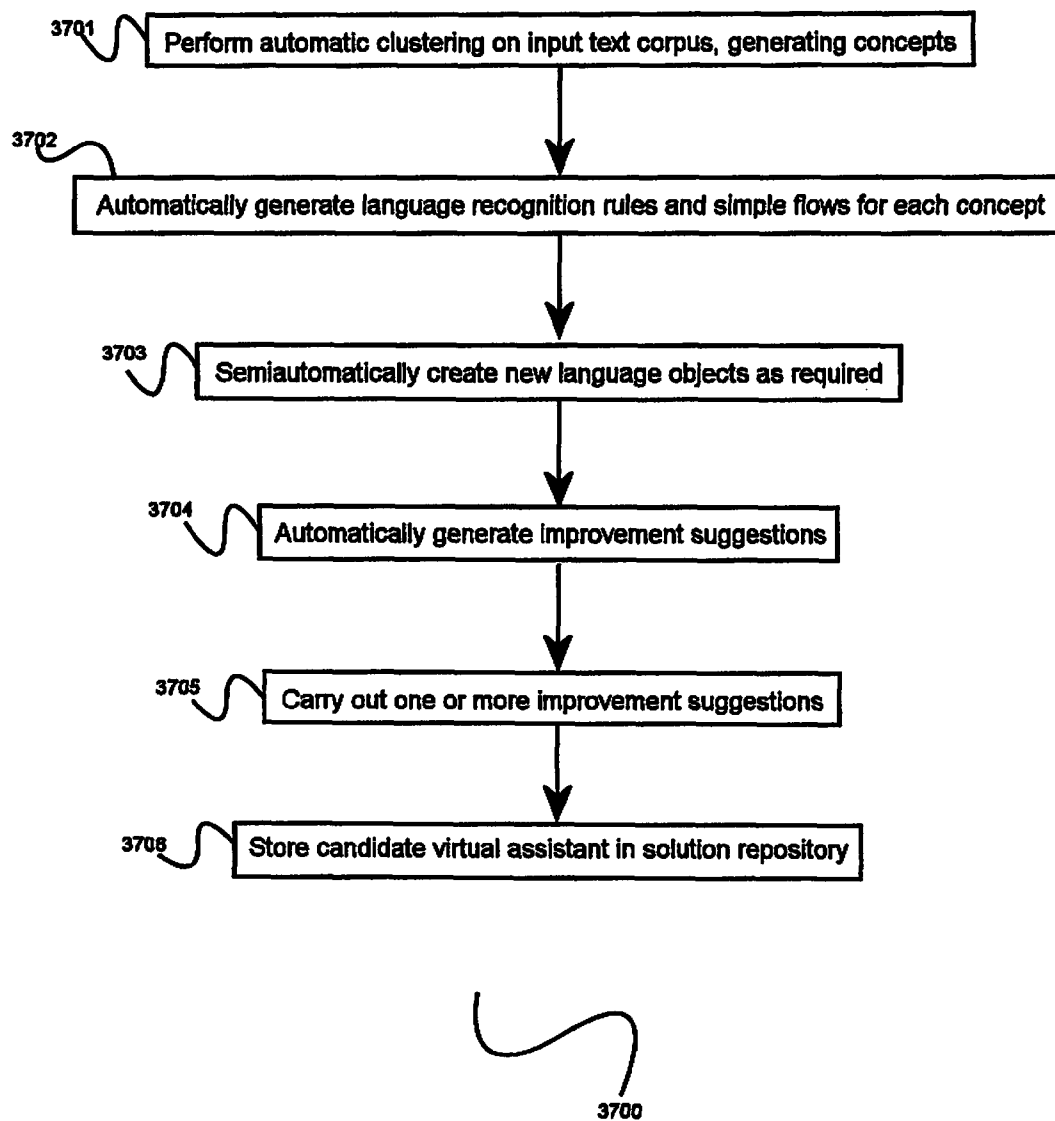 3701
Perform automatic clustering on input text corpus, generating concepts
3702
Automatically generate language recognition rules and simple flows for each concept
3703
Semiautomatically create new language objects as required
3704
Automatically generate improvement suggestions
3705
Carry out one or more improvement suggestions
3706
Store candidate virtual assistant in solution repository
3700